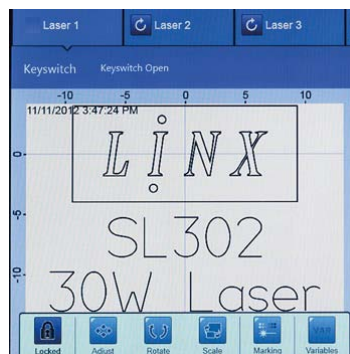 Laser 1 Laser 2 Laser 3
Keyswitch Keyswitch Open
-10 -5 0 5 10
11/11/2012 3:47:24 PM
0
LINX
-5
SL302
-10
30W Laser
Locked Adjust Rotate Scale Marking Variables